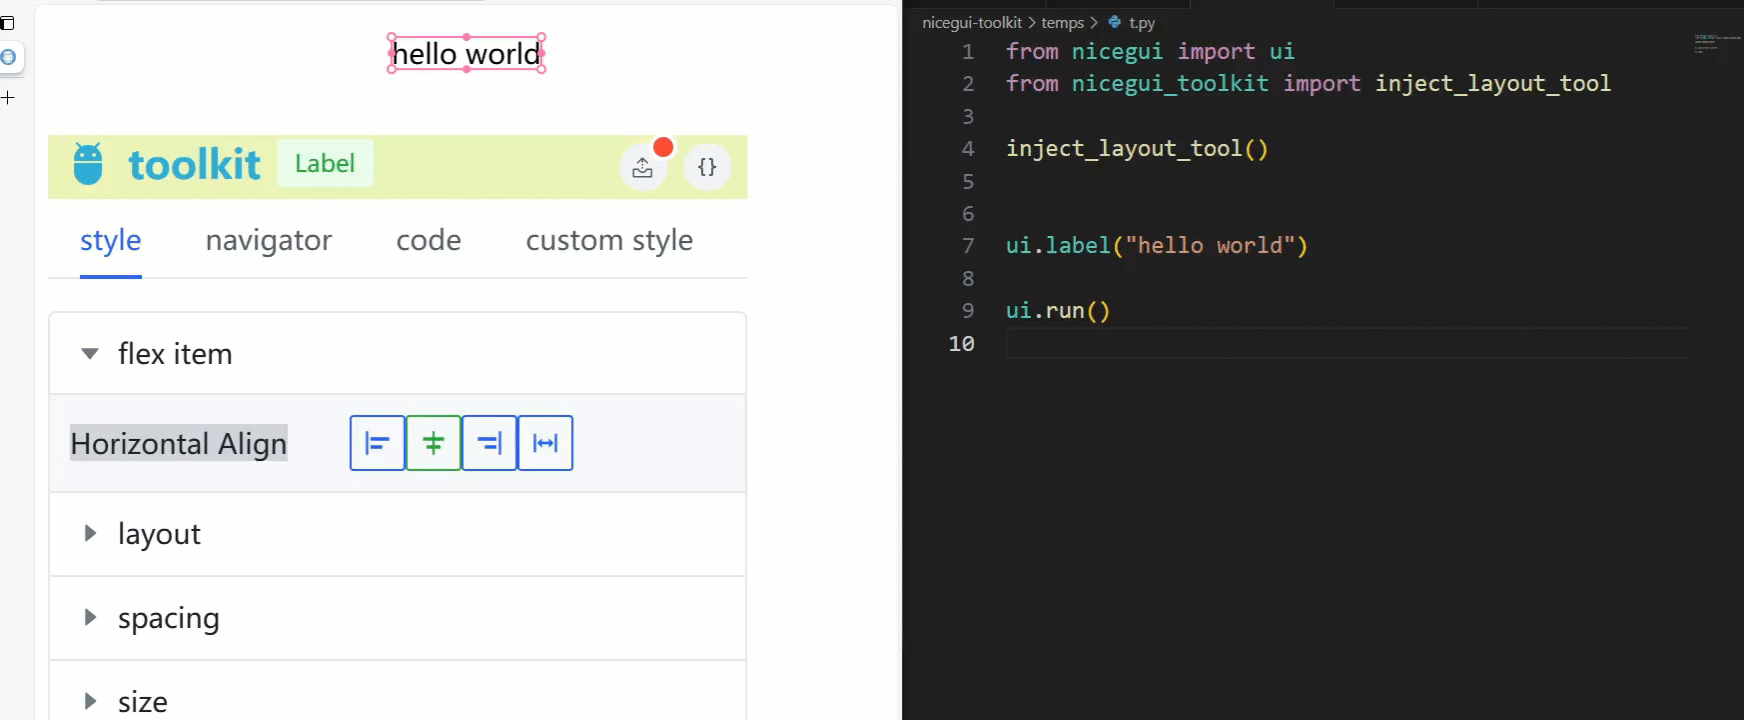 hello world
toolkit Label {}
style navigator code custom style
flex item
Horizontal Align
layout
spacing
size
nicegui-toolkit > temps > t.py
1 from nicegui import ui
2 from nicegui_toolkit import inject_layout_tool
3
4 inject_layout_tool()
5
6
7 ui.label("hello world")
8
9 ui.run()
10